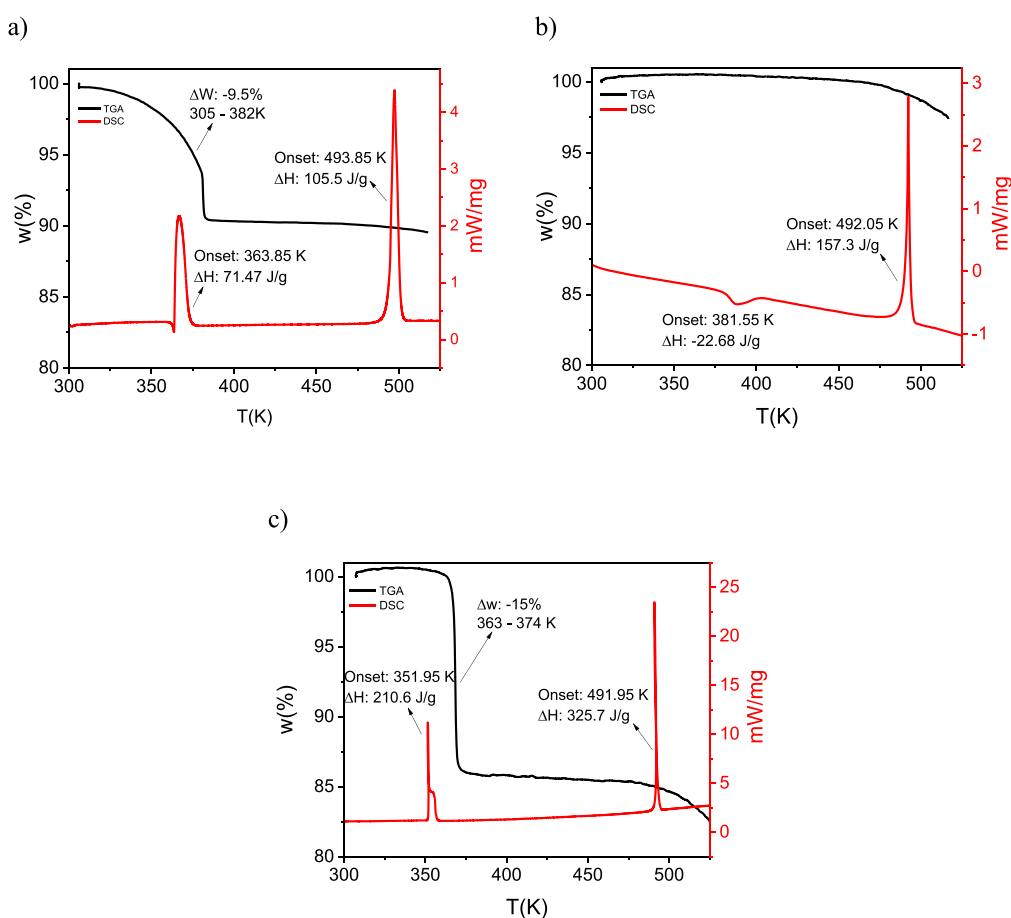 a)
100
95
90
85
80
w(%)
TGA
DSC
ΔW: -9.5%
305 - 382K
Onset: 493.85 K
ΔH: 105.5 J/g
Onset: 363.85 K
ΔH: 71.47 J/g
4
3
2
1
0
mW/mg
300 350 400 450 500
T(K)
b)
100
95
90
85
80
w(%)
TGA
DSC
Onset: 492.05 K
ΔH: 157.3 J/g
Onset: 381.55 K
ΔH: -22.68 J/g
3
2
1
0
-1
mW/mg
300 350 400 450 500
T(K)
c)
100
95
90
85
80
w(%)
TGA
DSC
Δw: -15%
363 - 374 K
Onset: 351.95 K
ΔH: 210.6 J/g
Onset: 491.95 K
ΔH: 325.7 J/g
25
20
15
10
5
0
mW/mg
300 350 400 450 500
T(K)